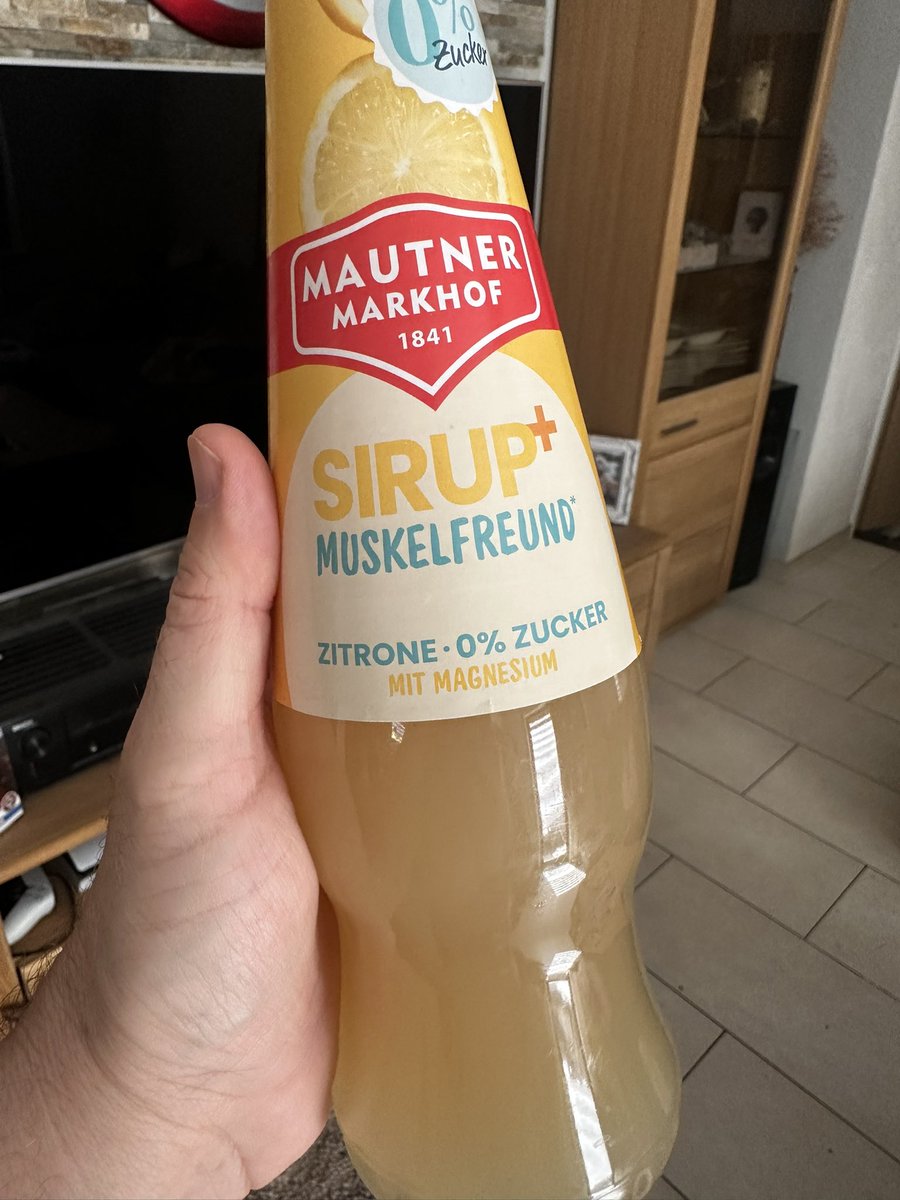 0%
Zucker
MAUTNER
MARKHOF
1841
SIRUP+
MUSKELFREUND*
ZITRONE · 0% ZUCKER
MIT MAGNESIUM